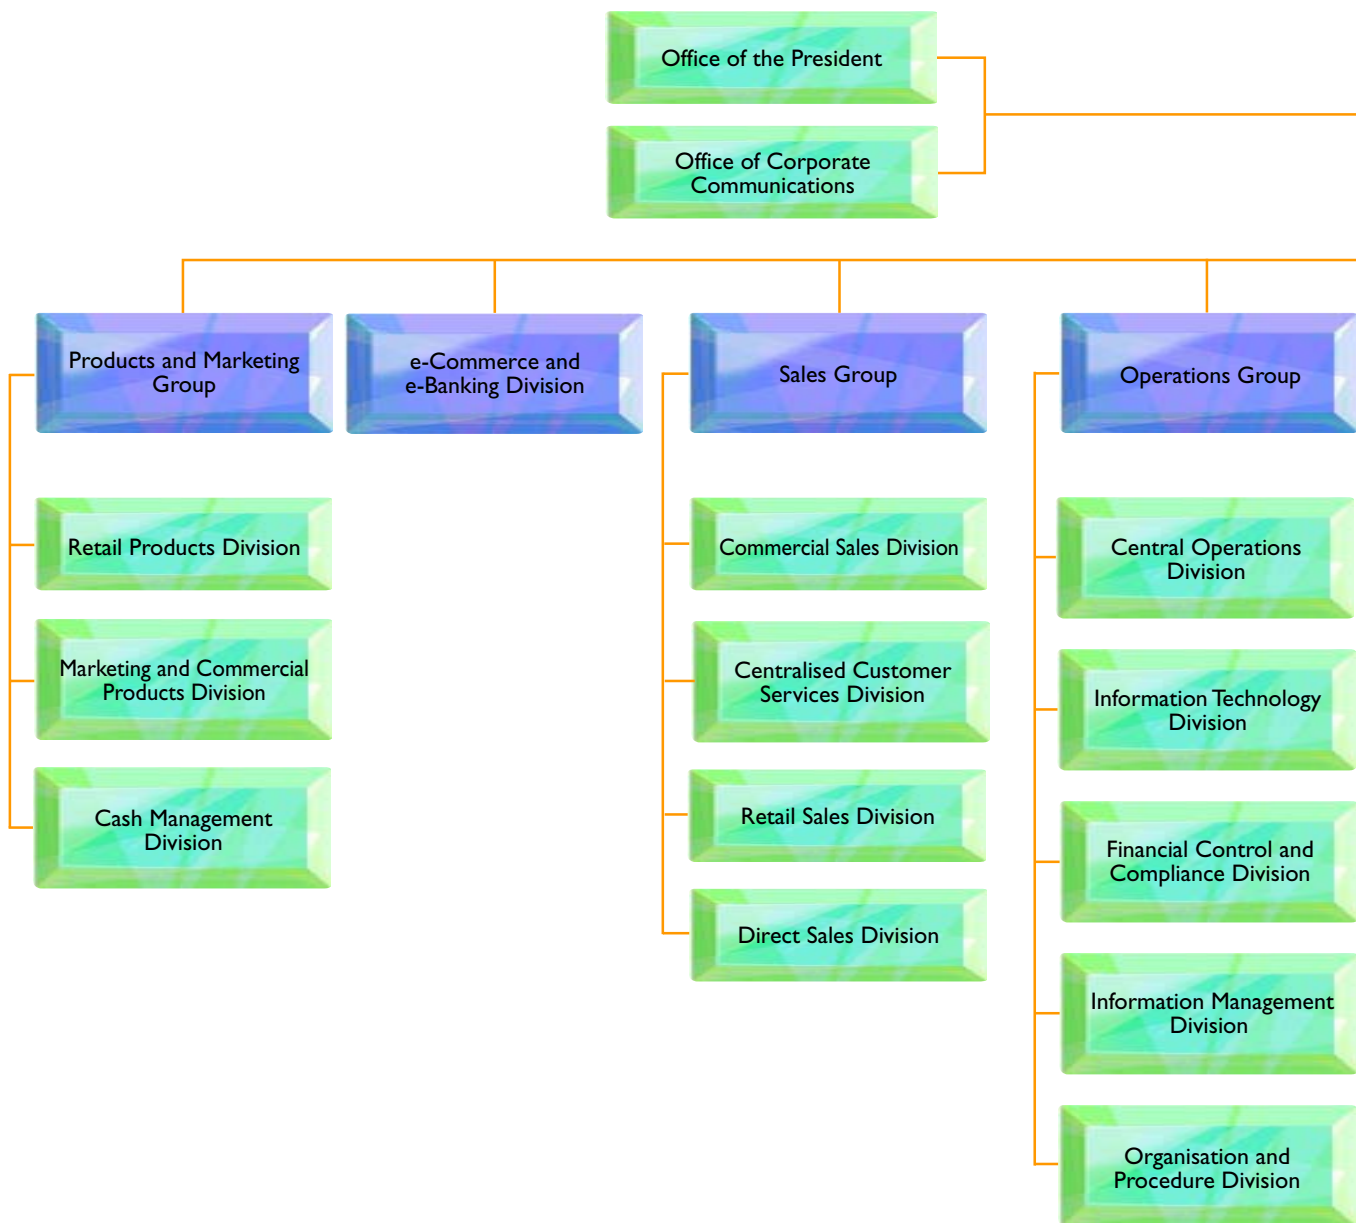 Office of the President
Office of Corporate
Communications
Products and Marketing
Group
e-Commerce and
e-Banking Division
Sales Group
Operations Group
Retail Products Division
Marketing and Commercial
Products Division
Cash Management
Division
Commercial Sales Division
Centralised Customer
Services Division
Retail Sales Division
Direct Sales Division
Central Operations
Division
Information Technology
Division
Financial Control and
Compliance Division
Information Management
Division
Organisation and
Procedure Division